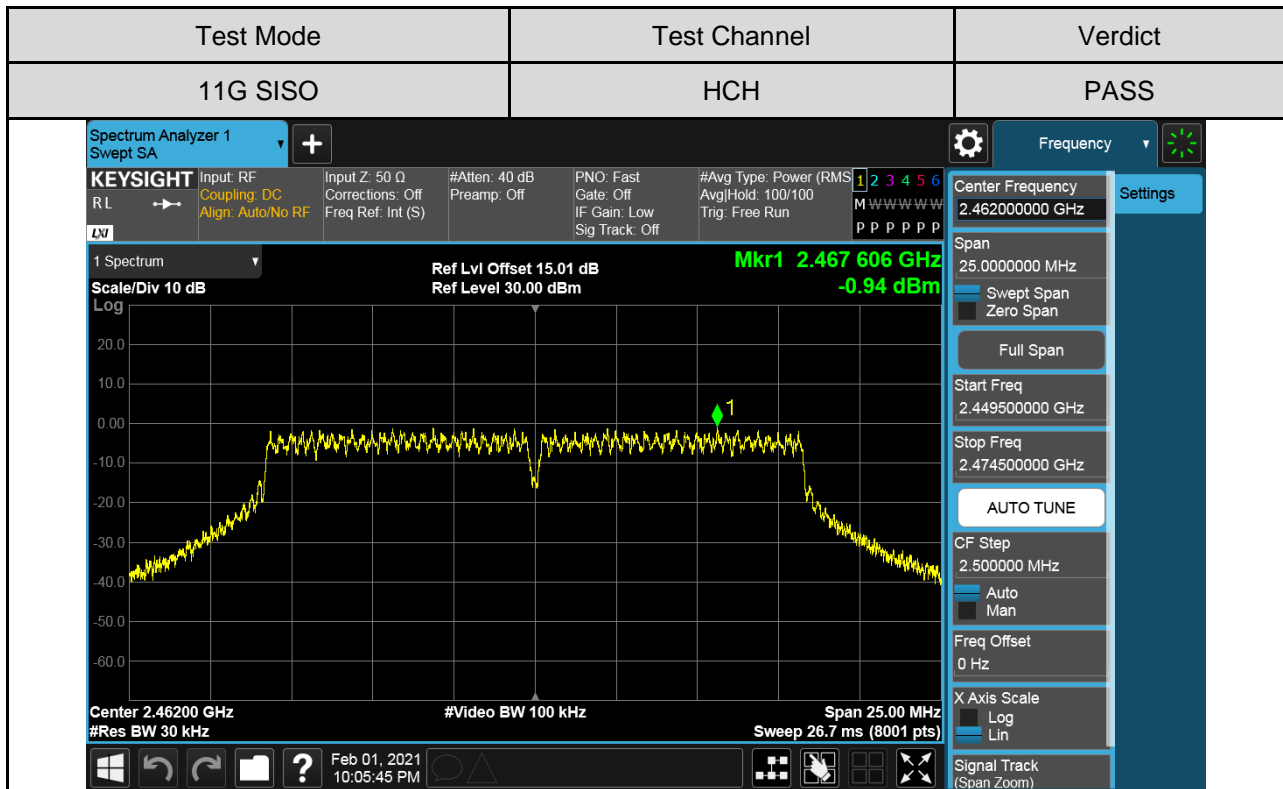 Test Mode Test Channel Verdict
11G SISO HCH PASS
Spectrum Analyzer 1
Swept SA
Frequency
KEYSIGHT
R L
LXI
Input: RF
Coupling: DC
Align: Auto/No RF
Input Z: 50 Ω
Corrections: Off
Freq Ref: Int (S)
#Atten: 40 dB
Preamp: Off
PNO: Fast
Gate: Off
IF Gain: Low
Sig Track: Off
#Avg Type: Power (RMS
Avg|Hold: 100/100
Trig: Free Run
1 2 3 4 5 6
M W W W W W
P P P P P P
1 Spectrum
Scale/Div 10 dB
Log
Ref Lvl Offset 15.01 dB
Ref Level 30.00 dBm
Mkr1 2.467 606 GHz
-0.94 dBm
20.0
10.0
0.00
-10.0
-20.0
-30.0
-40.0
-50.0
-60.0
1
Center 2.46200 GHz
#Res BW 30 kHz
#Video BW 100 kHz
Span 25.00 MHz
Sweep 26.7 ms (8001 pts)
Feb 01, 2021
10:05:45 PM
?
Center Frequency
2.462000000 GHz
Settings
Span
25.0000000 MHz
Swept Span
Zero Span
Full Span
Start Freq
2.449500000 GHz
Stop Freq
2.474500000 GHz
AUTO TUNE
CF Step
2.500000 MHz
Auto
Man
Freq Offset
0 Hz
X Axis Scale
Log
Lin
Signal Track
(Span Zoom)